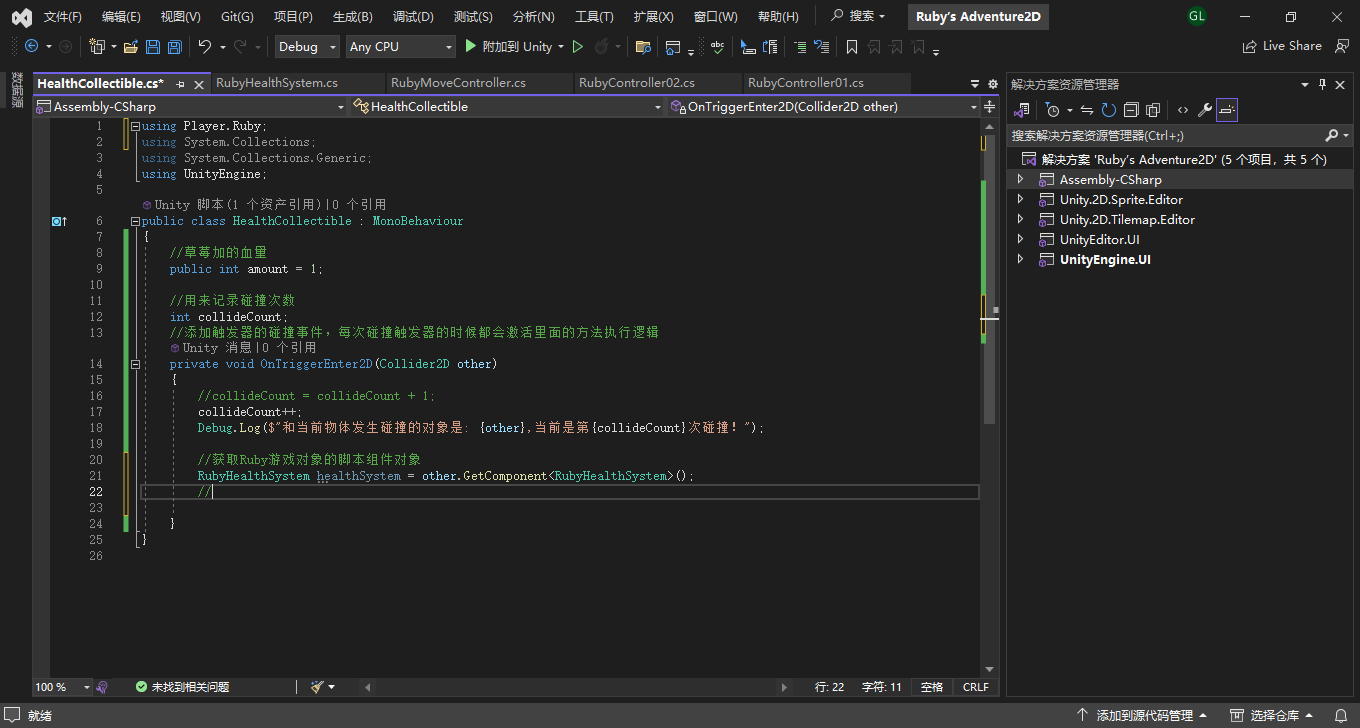 文件(F) 编辑(E) 视图(V) Git(G) 项目(P) 生成(B) 调试(D) 测试(S) 分析(N) 工具(T) 扩展(X) 窗口(W) 帮助(H) 搜索 Ruby's Adventure2D GL
Debug Any CPU 附加到 Unity Live Share
数据源
HealthCollectible.cs* RubyHealthSystem.cs RubyMoveController.cs RubyController02.cs RubyController01.cs
Assembly-CSharp HealthCollectible OnTriggerEnter2D(Collider2D other)
1 using Player.Ruby;
2 using System.Collections;
3 using System.Collections.Generic;
4 using UnityEngine;
5
Unity 脚本(1 个资产引用)|0 个引用
6 public class HealthCollectible : MonoBehaviour
7 {
8 //草莓加的血量
9 public int amount = 1;
10
11 //用来记录碰撞次数
12 int collideCount;
13 //添加触发器的碰撞事件，每次碰撞触发器的时候都会激活里面的方法执行逻辑
Unity 消息|0 个引用
14 private void OnTriggerEnter2D(Collider2D other)
15 {
16 //collideCount = collideCount + 1;
17 collideCount++;
18 Debug.Log($"和当前物体发生碰撞的对象是: {other},当前是第{collideCount}次碰撞！");
19
20 //获取Ruby游戏对象的脚本组件对象
21 RubyHealthSystem healthSystem = other.GetComponent<RubyHealthSystem>();
22 //
23
24 }
25 }
26
100 % 未找到相关问题 行: 22 字符: 11 空格 CRLF
解决方案资源管理器
搜索解决方案资源管理器(Ctrl+;)
解决方案 'Ruby's Adventure2D' (5 个项目，共 5 个)
Assembly-CSharp
Unity.2D.Sprite.Editor
Unity.2D.Tilemap.Editor
UnityEditor.UI
UnityEngine.UI
就绪 添加到源代码管理 选择仓库